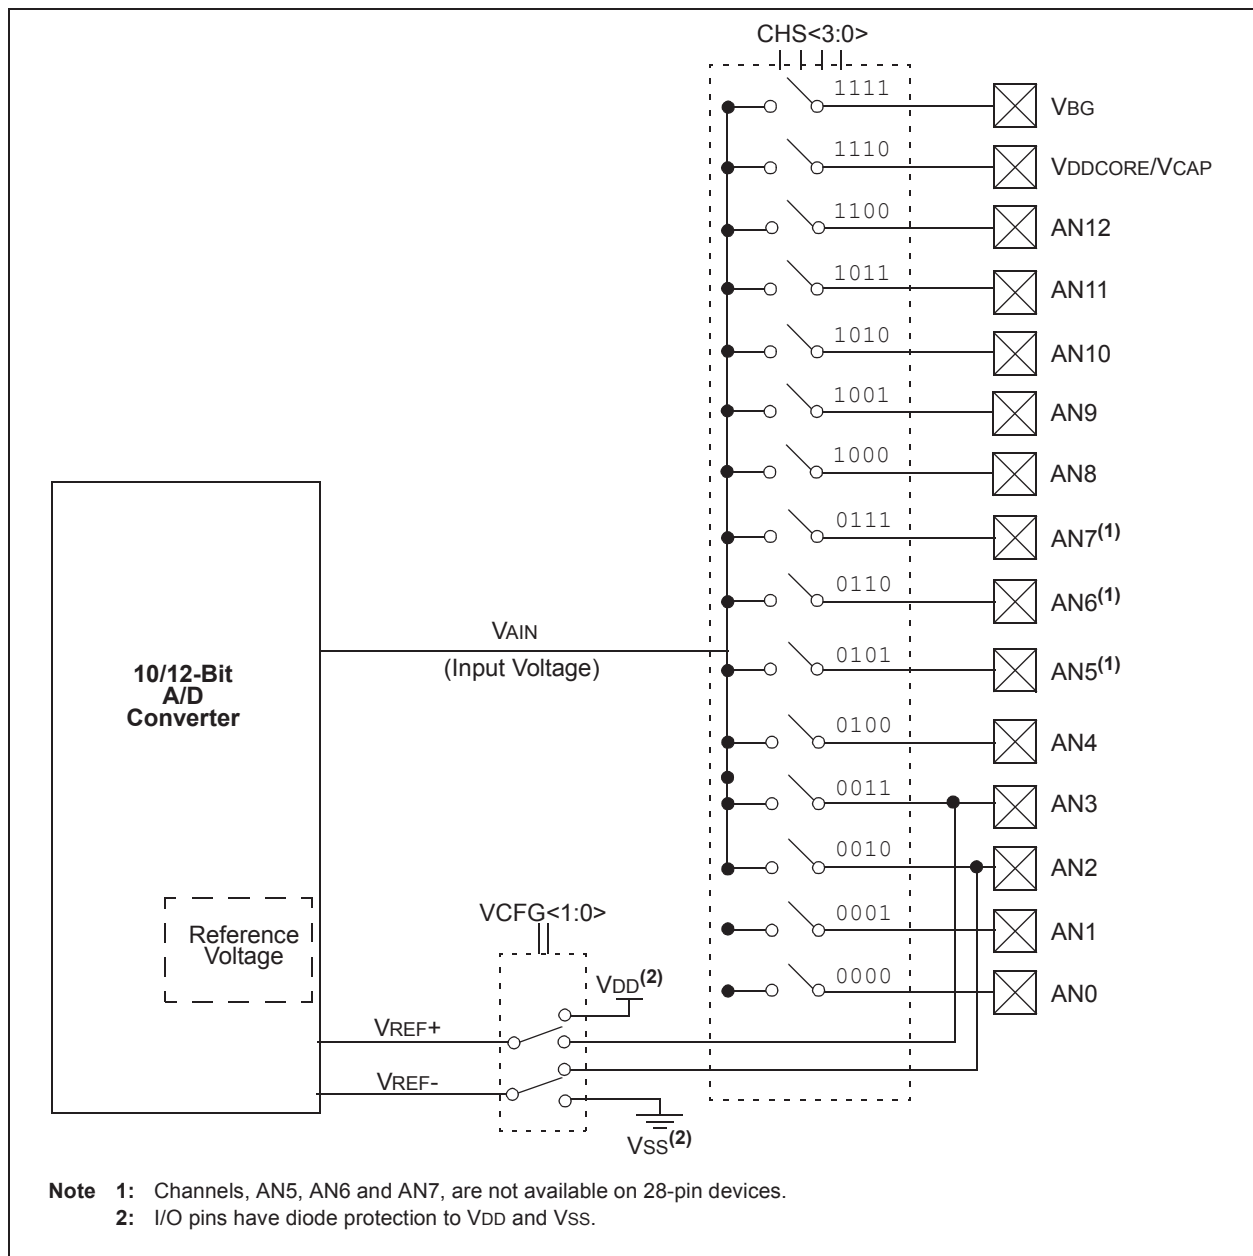 CHS<3:0>
1111
VBG
1110
VDDCORE/VCAP
1100
AN12
1011
AN11
1010
AN10
1001
AN9
1000
AN8
0111
AN7(1)
0110
AN6(1)
VAIN
(Input Voltage)
0101
AN5(1)
10/12-Bit
A/D
Converter
0100
AN4
0011
AN3
0010
AN2
VCFG<1:0>
0001
AN1
Reference
Voltage
VDD(2)
0000
AN0
VREF+
VREF-
VSS(2)
Note 1: Channels, AN5, AN6 and AN7, are not available on 28-pin devices.
2: I/O pins have diode protection to VDD and VSS.